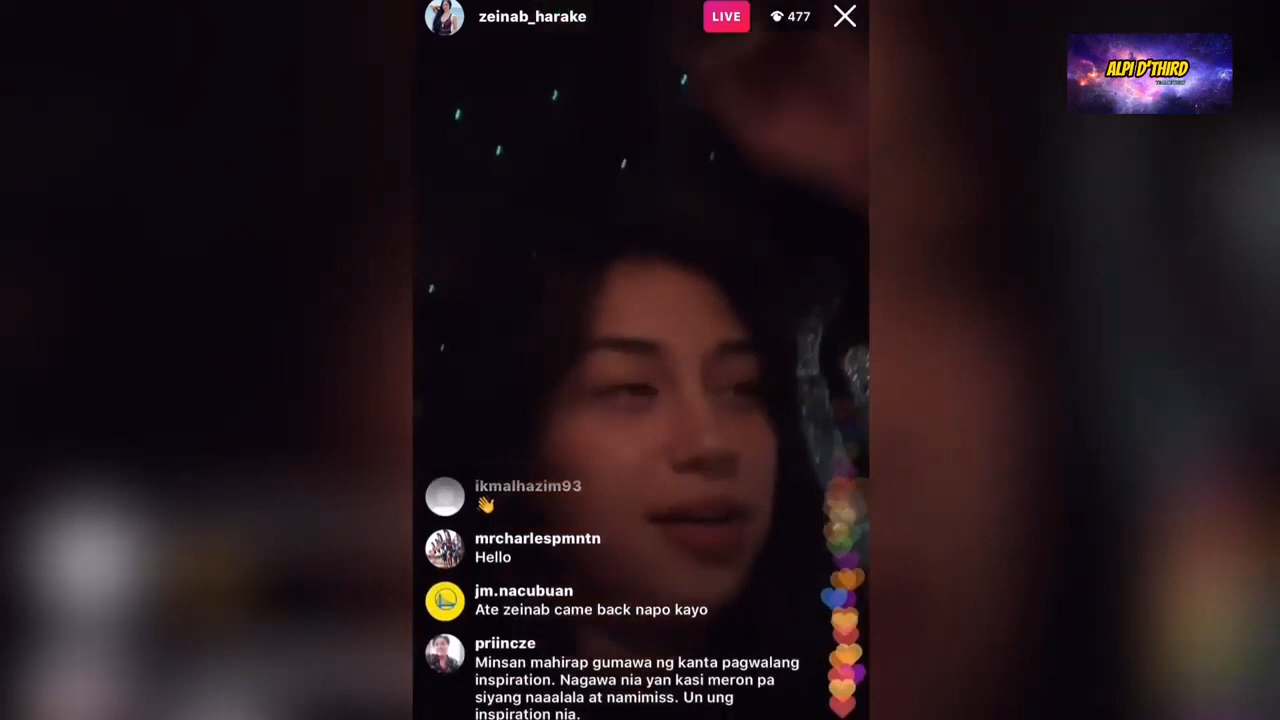 zeinab_harake
LIVE
477
ALPI D'THIRD
ikmalhazim93
👋
mrcharlespmntn
Hello
jm.nacubuan
Ate zeinab came back napo kayo
priincze
Minsan mahirap gumawa ng kanta pagwalang
inspiration. Nagawa nia yan kasi meron pa
siyang naaalala at namimiss. Un ung
inspiration nia.